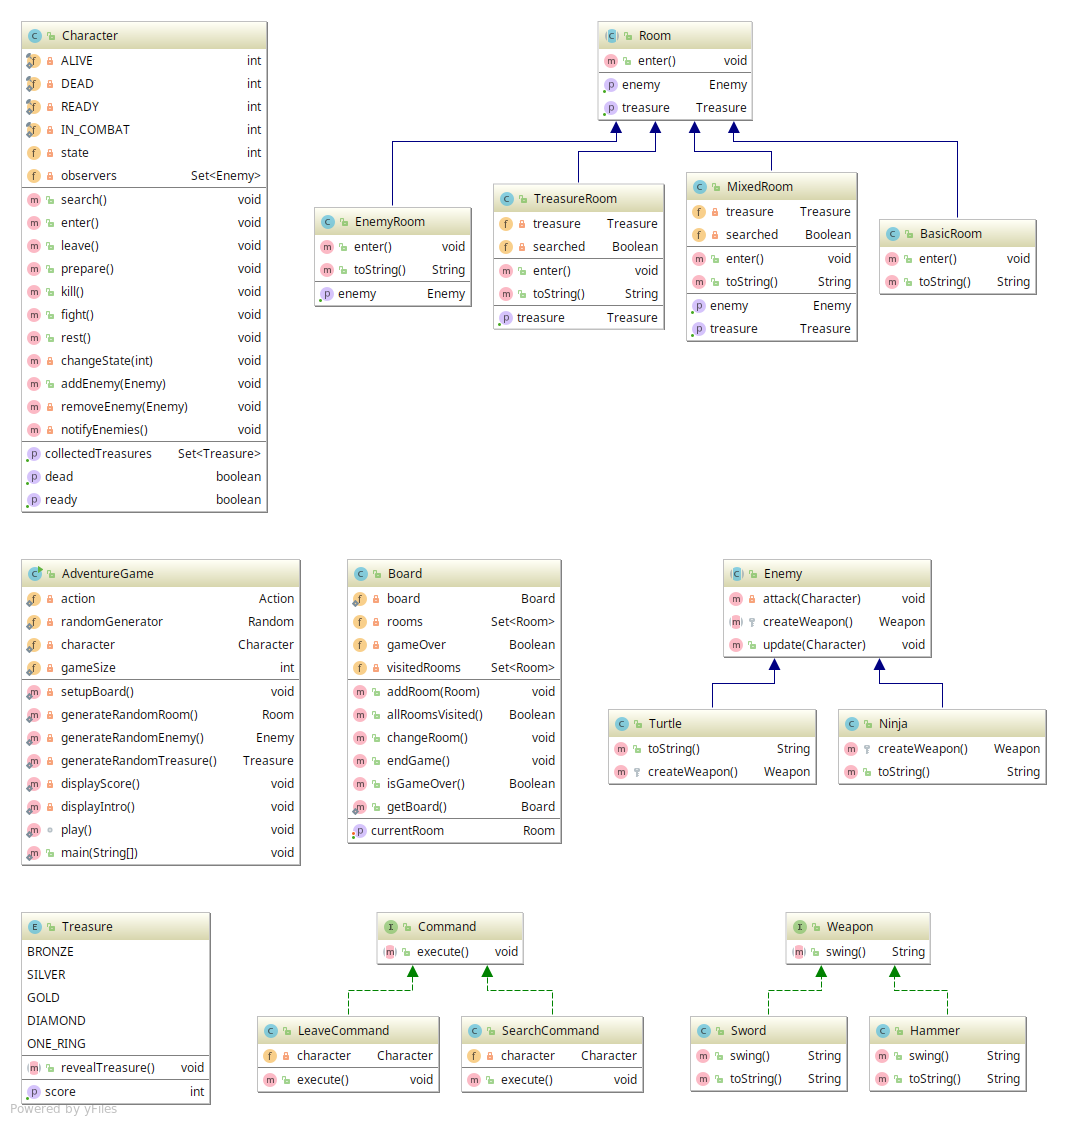 Character
ALIVE int
DEAD int
READY int
IN_COMBAT int
state int
observers Set<Enemy>
search() void
enter() void
leave() void
prepare() void
kill() void
fight() void
rest() void
changeState(int) void
addEnemy(Enemy) void
removeEnemy(Enemy) void
notifyEnemies() void
collectedTreasures Set<Treasure>
dead boolean
ready boolean
Room
enter() void
enemy Enemy
treasure Treasure
EnemyRoom
enter() void
toString() String
enemy Enemy
TreasureRoom
treasure Treasure
searched Boolean
enter() void
toString() String
treasure Treasure
MixedRoom
treasure Treasure
searched Boolean
enter() void
toString() String
enemy Enemy
treasure Treasure
BasicRoom
enter() void
toString() String
AdventureGame
action Action
randomGenerator Random
character Character
gameSize int
setupBoard() void
generateRandomRoom() Room
generateRandomEnemy() Enemy
generateRandomTreasure() Treasure
displayScore() void
displayIntro() void
play() void
main(String[]) void
Board
board Board
rooms Set<Room>
gameOver Boolean
visitedRooms Set<Room>
addRoom(Room) void
allRoomsVisited() Boolean
changeRoom() void
endGame() void
isGameOver() Boolean
getBoard() Board
currentRoom Room
Enemy
attack(Character) void
createWeapon() Weapon
update(Character) void
Turtle
toString() String
createWeapon() Weapon
Ninja
createWeapon() Weapon
toString() String
Treasure
BRONZE
SILVER
GOLD
DIAMOND
ONE_RING
revealTreasure() void
score int
Command
execute() void
LeaveCommand
character Character
execute() void
SearchCommand
character Character
execute() void
Weapon
swing() String
Sword
swing() String
toString() String
Hammer
swing() String
toString() String
Powered by yFiles